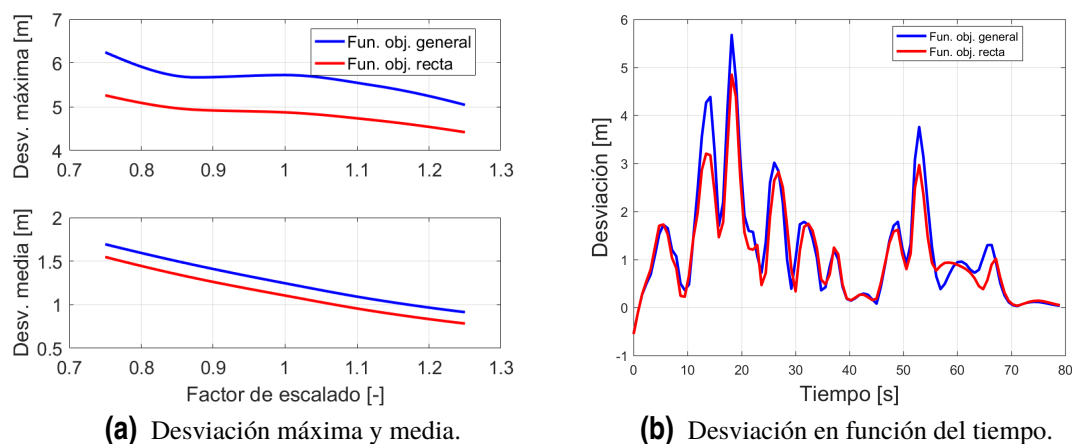 Desv. máxima [m]
7
6
5
4
Fun. obj. general
Fun. obj. recta
0.7 0.8 0.9 1 1.1 1.2 1.3
Desv. media [m]
2
1.5
1
0.5
0.7 0.8 0.9 1 1.1 1.2 1.3
Factor de escalado [-]
(a) Desviación máxima y media.
Desviación [m]
6
5
4
3
2
1
0
-1
Fun. obj. general
Fun. obj. recta
0 10 20 30 40 50 60 70 80
Tiempo [s]
(b) Desviación en función del tiempo.